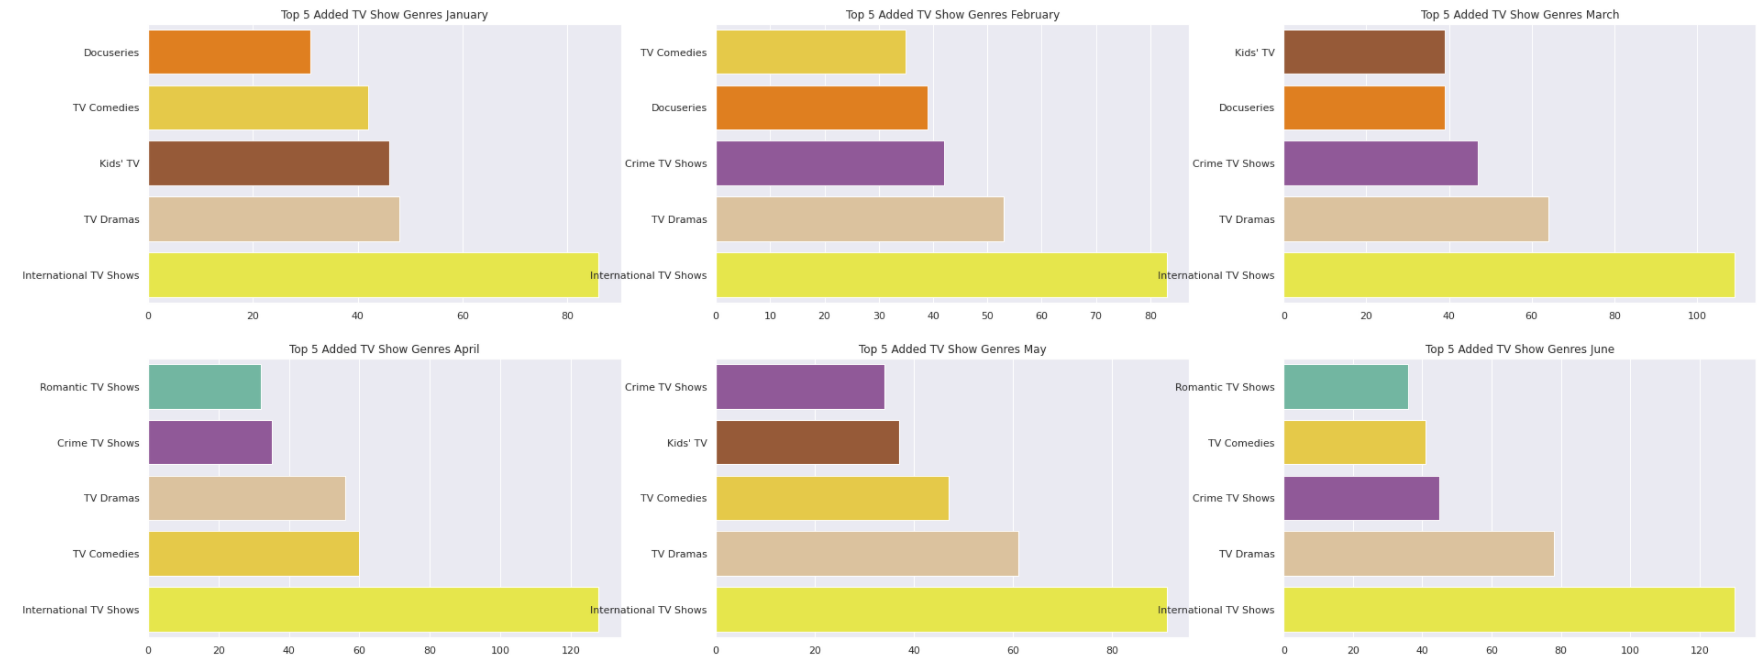 Top 5 Added TV Show Genres January
Docuseries
TV Comedies
Kids' TV
TV Dramas
International TV Shows
0 20 40 60 80
Top 5 Added TV Show Genres February
TV Comedies
Docuseries
Crime TV Shows
TV Dramas
International TV Shows
0 10 20 30 40 50 60 70 80
Top 5 Added TV Show Genres March
Kids' TV
Docuseries
Crime TV Shows
TV Dramas
International TV Shows
0 20 40 60 80 100
Top 5 Added TV Show Genres April
Romantic TV Shows
Crime TV Shows
TV Dramas
TV Comedies
International TV Shows
0 20 40 60 80 100 120
Top 5 Added TV Show Genres May
Crime TV Shows
Kids' TV
TV Comedies
TV Dramas
International TV Shows
0 20 40 60 80
Top 5 Added TV Show Genres June
Romantic TV Shows
TV Comedies
Crime TV Shows
TV Dramas
International TV Shows
0 20 40 60 80 100 120